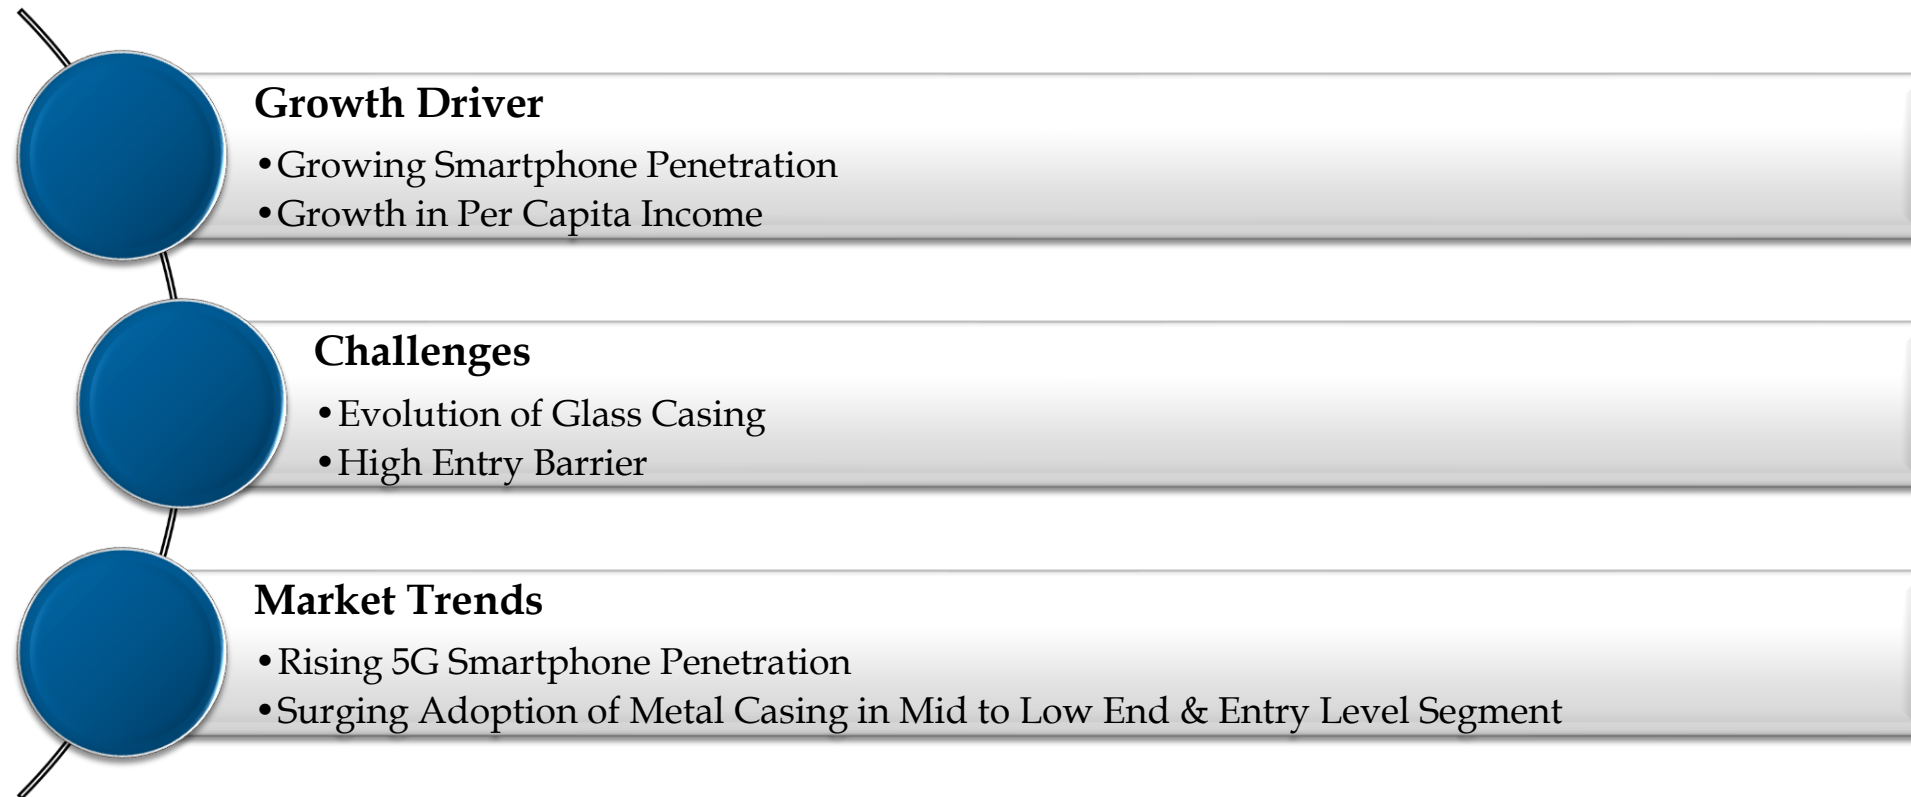 Growth Driver
•Growing Smartphone Penetration
•Growth in Per Capita Income
Challenges
•Evolution of Glass Casing
•High Entry Barrier
Market Trends
•Rising 5G Smartphone Penetration
•Surging Adoption of Metal Casing in Mid to Low End & Entry Level Segment